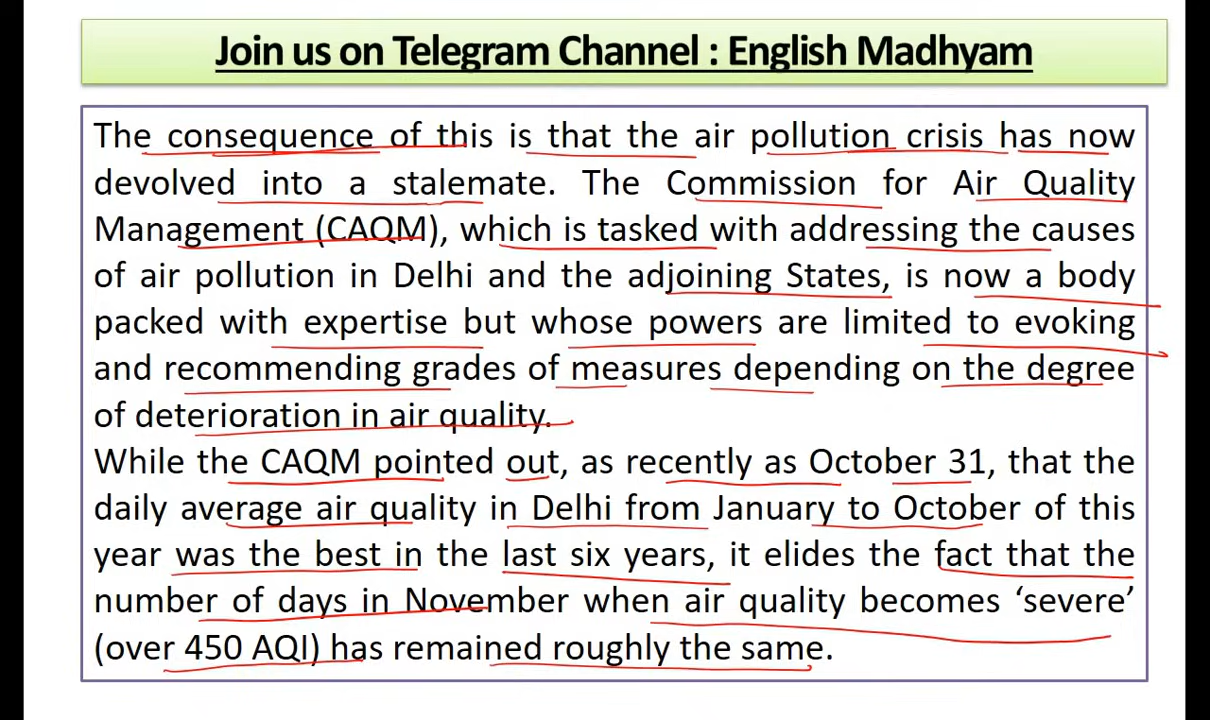 Join us on Telegram Channel : English Madhyam
The consequence of this is that the air pollution crisis has now
devolved into a stalemate. The Commission for Air Quality
Management (CAQM), which is tasked with addressing the causes
of air pollution in Delhi and the adjoining States, is now a body
packed with expertise but whose powers are limited to evoking
and recommending grades of measures depending on the degree
of deterioration in air quality.
While the CAQM pointed out, as recently as October 31, that the
daily average air quality in Delhi from January to October of this
year was the best in the last six years, it elides the fact that the
number of days in November when air quality becomes ‘severe’
(over 450 AQI) has remained roughly the same.